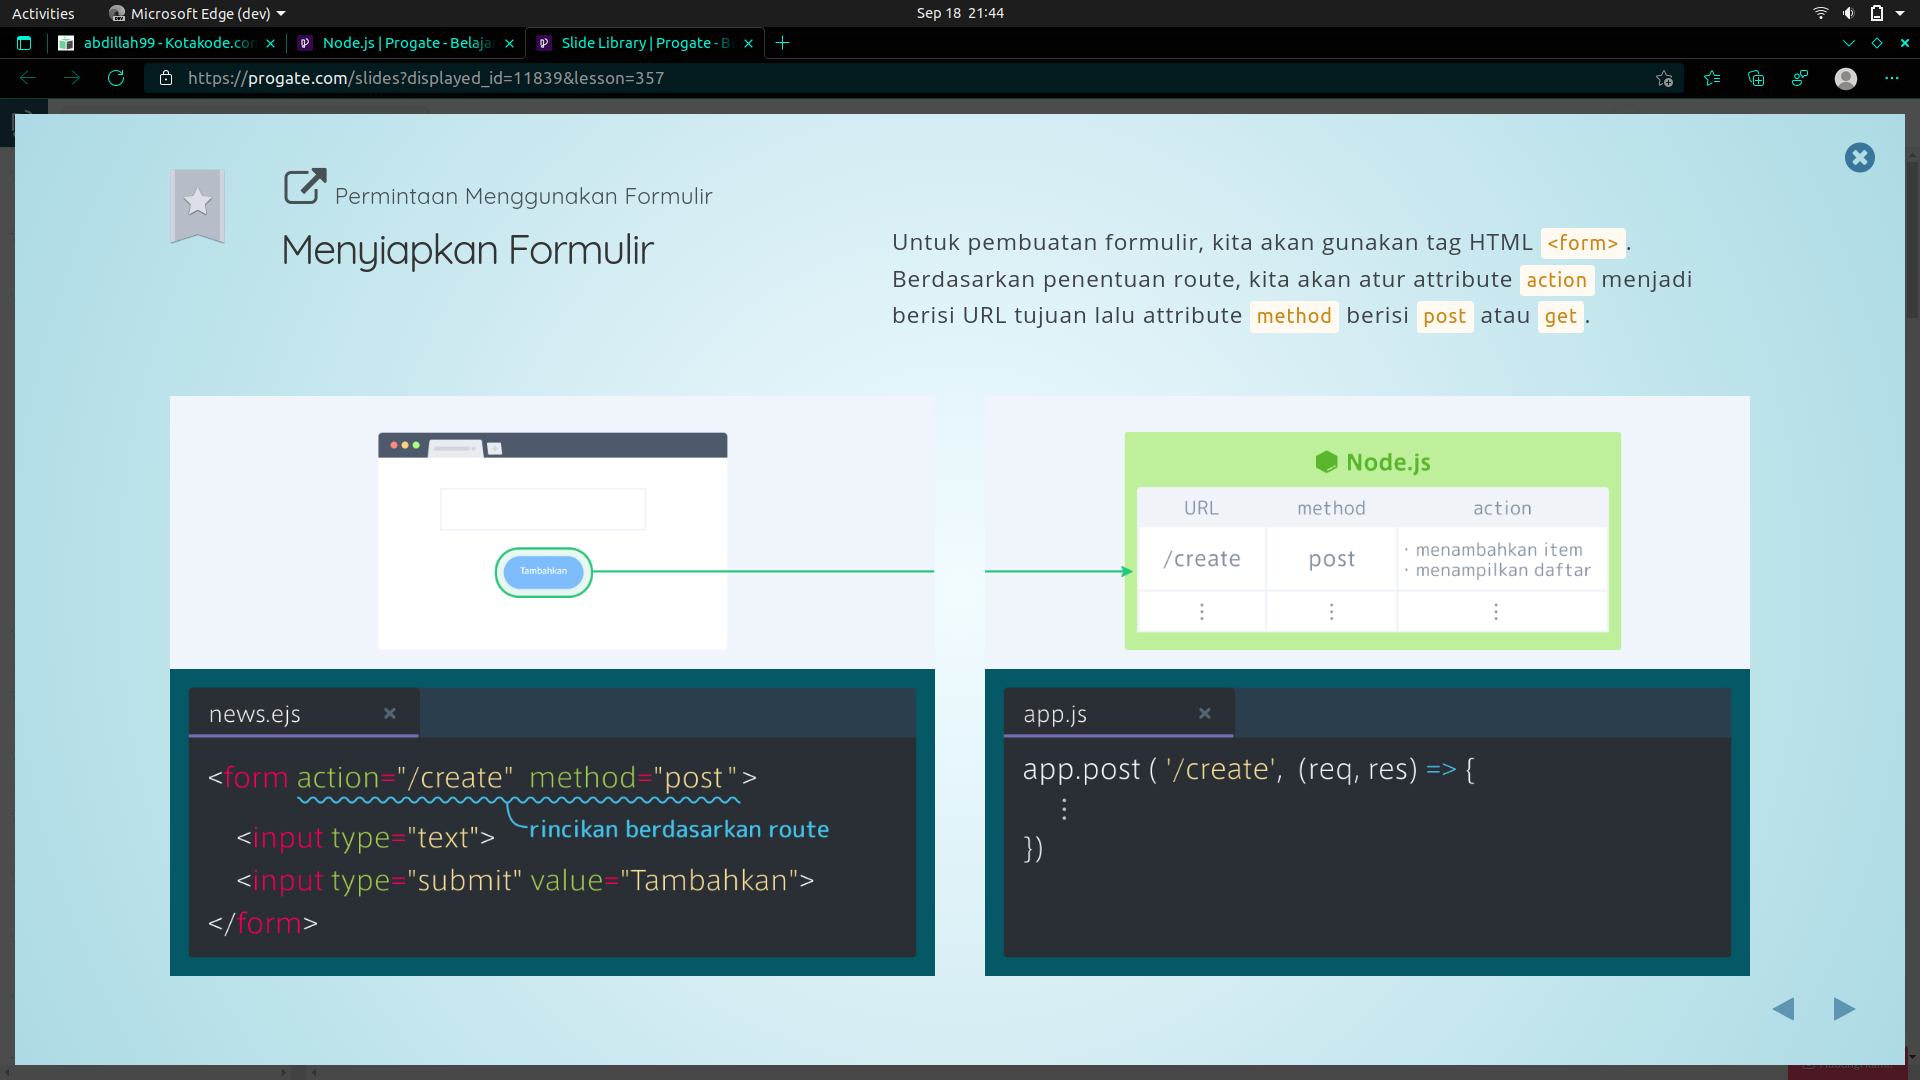 Activities
Microsoft Edge (dev)
Sep 18 21:44
abdillah99 - Kotakode.co
Node.js | Progate - Belaja
Slide Library | Progate - B
https://progate.com/slides?displayed_id=11839&lesson=357
Permintaan Menggunakan Formulir
Menyiapkan Formulir
Untuk pembuatan formulir, kita akan gunakan tag HTML <form>.
Berdasarkan penentuan route, kita akan atur attribute action menjadi
berisi URL tujuan lalu attribute method berisi post atau get.
Tambahkan
Node.js
URL method action
/create post · menambahkan item
· menampilkan daftar
⋮ ⋮ ⋮
news.ejs
<form action="/create" method="post">
rincikan berdasarkan route
<input type="text">
<input type="submit" value="Tambahkan">
</form>
app.js
app.post ( '/create', (req, res) => {
⋮
})